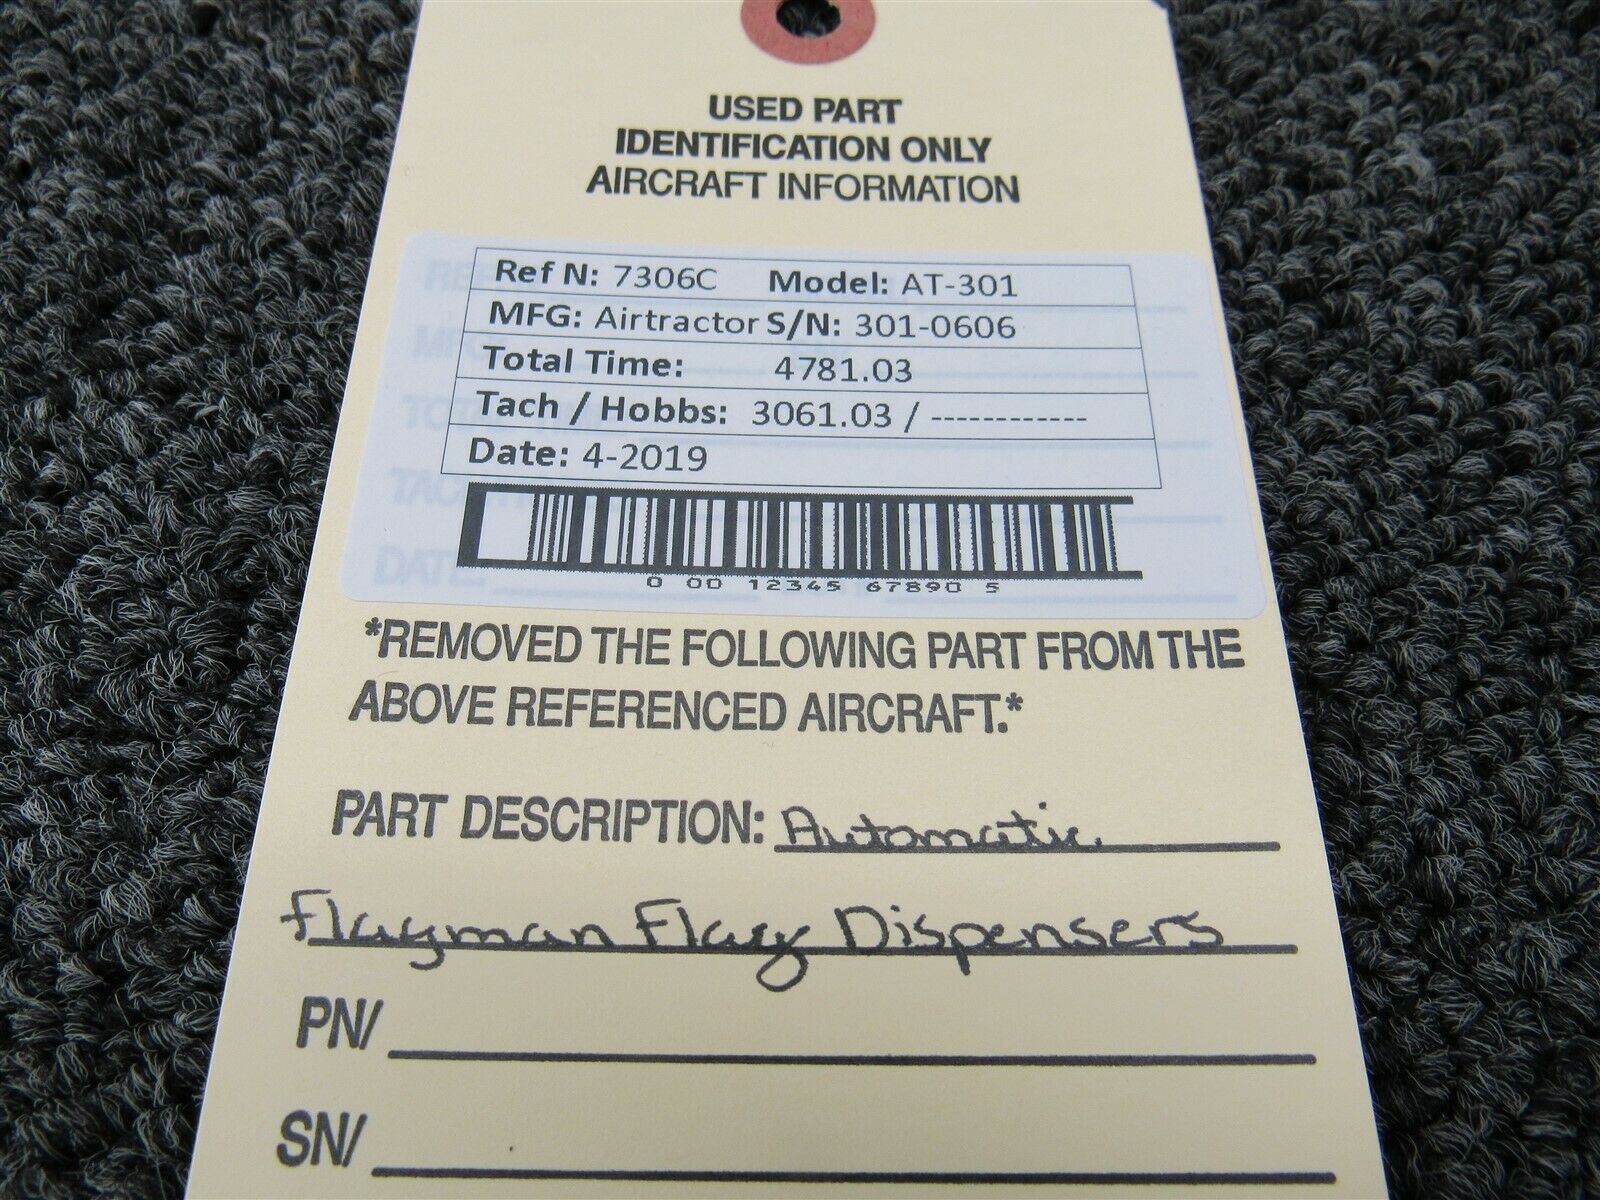 USED PART
IDENTIFICATION ONLY
AIRCRAFT INFORMATION
Ref N: 7306C Model: AT-301
MFG: Airtractor S/N: 301-0606
Total Time: 4781.03
Tach / Hobbs: 3061.03 / ------------
Date: 4-2019
0 00 12345 67890 5
*REMOVED THE FOLLOWING PART FROM THE
ABOVE REFERENCED AIRCRAFT.*
PART DESCRIPTION: Automatic
Flagman Flag Dispensers
PN/
SN/